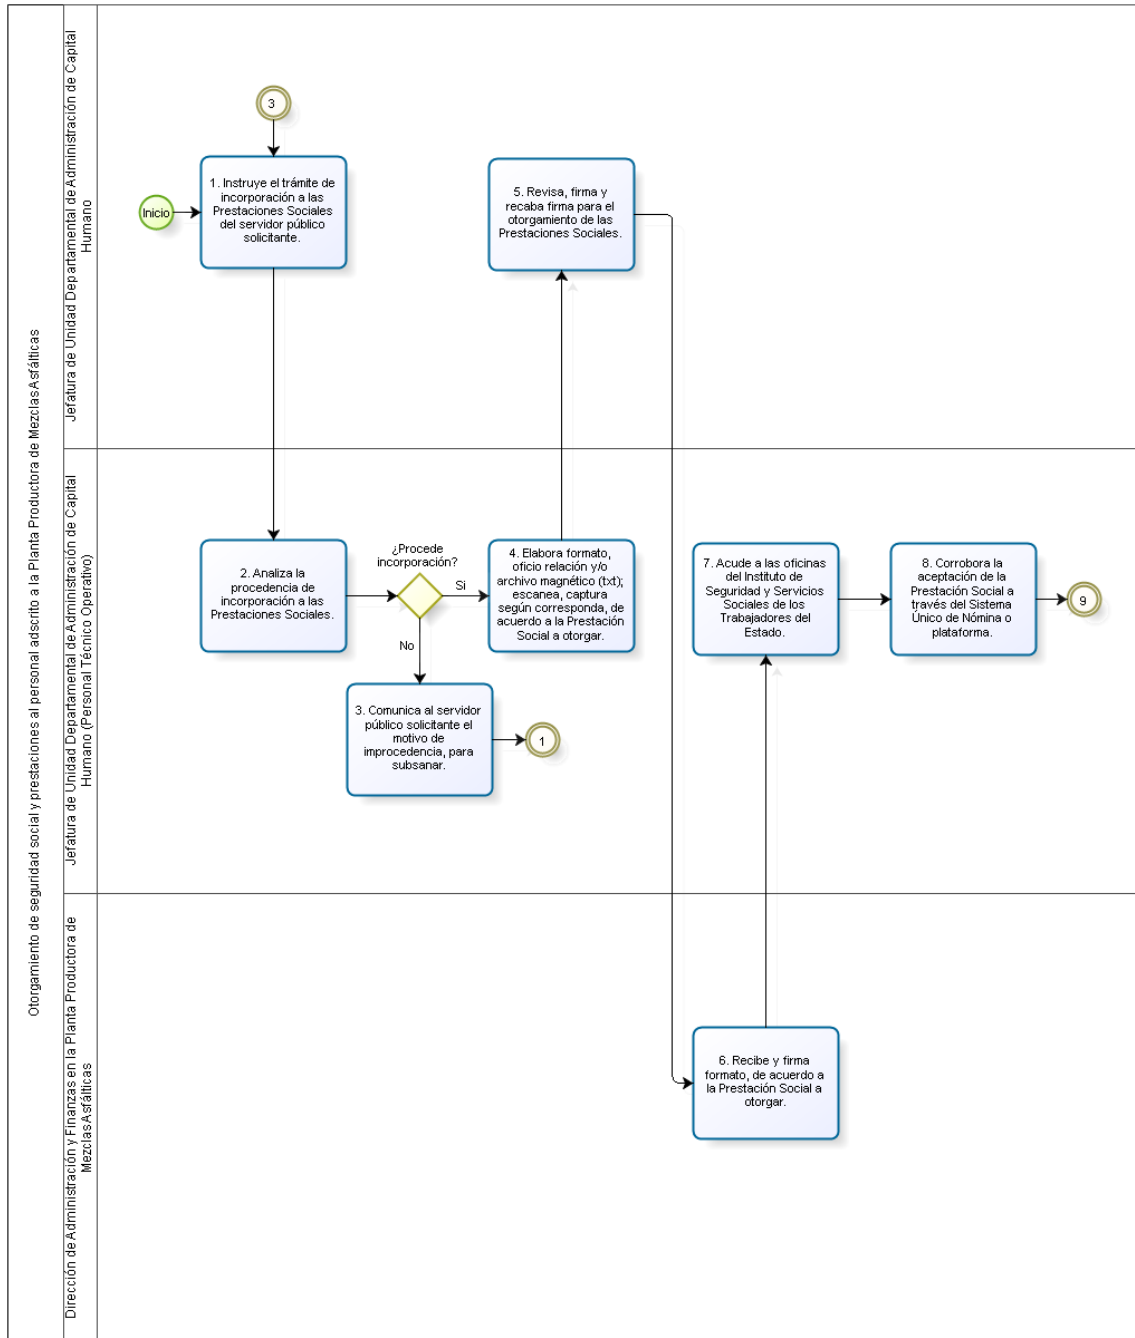 Otorgamiento de seguridad social y prestaciones al personal adscrito a la Planta Productora de Mezclas Asfálticas
Jefatura de Unidad Departamental de Administración de Capital
Humano
3
Inicio
1. Instruye el trámite de
incorporación a las
Prestaciones Sociales
del servidor público
solicitante.
5. Revisa, firma y
recaba firma para el
otorgamiento de las
Prestaciones Sociales.
Jefatura de Unidad Departamental de Administración de Capital
Humano (Personal Técnico Operativo)
2. Analiza la
procedencia de
incorporación a las
Prestaciones Sociales.
¿Procede
incorporación?
Si
No
4. Elabora formato,
oficio relación y/o
archivo magnético (txt);
escanea, captura
según corresponda, de
acuerdo a la Prestación
Social a otorgar.
3. Comunica al servidor
público solicitante el
motivo de
improcedencia, para
subsanar.
1
7. Acude a las oficinas
del Instituto de
Seguridad y Servicios
Sociales de los
Trabajadores del
Estado.
8. Corrobora la
aceptación de la
Prestación Social a
través del Sistema
Único de Nómina o
plataforma.
9
Dirección de Administración y Finanzas en la Planta Productora de
Mezclas Asfálticas
6. Recibe y firma
formato, de acuerdo a
la Prestación Social a
otorgar.